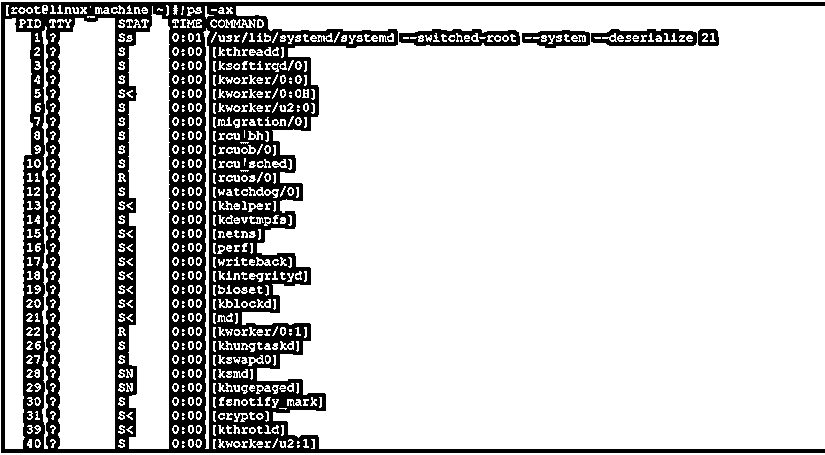 [root@linux_machine ~]# ps -ax
PID TTY STAT TIME COMMAND
1 ? Ss 0:01 /usr/lib/systemd/systemd --switched-root --system --deserialize 21
2 ? S 0:00 [kthreadd]
3 ? S 0:00 [ksoftirqd/0]
4 ? S 0:00 [kworker/0:0]
5 ? S< 0:00 [kworker/0:0H]
6 ? S 0:00 [kworker/u2:0]
7 ? S 0:00 [migration/0]
8 ? S 0:00 [rcu_bh]
9 ? S 0:00 [rcuob/0]
10 ? S 0:00 [rcu_sched]
11 ? R 0:00 [rcuos/0]
12 ? S 0:00 [watchdog/0]
13 ? S< 0:00 [khelper]
14 ? S 0:00 [kdevtmpfs]
15 ? S< 0:00 [netns]
16 ? S< 0:00 [perf]
17 ? S< 0:00 [writeback]
18 ? S< 0:00 [kintegrityd]
19 ? S< 0:00 [bioset]
20 ? S< 0:00 [kblockd]
21 ? S< 0:00 [md]
22 ? R 0:00 [kworker/0:1]
26 ? S 0:00 [khungtaskd]
27 ? S 0:00 [kswapd0]
28 ? SN 0:00 [ksmd]
29 ? SN 0:00 [khugepaged]
30 ? S 0:00 [fsnotify_mark]
31 ? S< 0:00 [crypto]
39 ? S< 0:00 [kthrotld]
40 ? S 0:00 [kworker/u2:1]